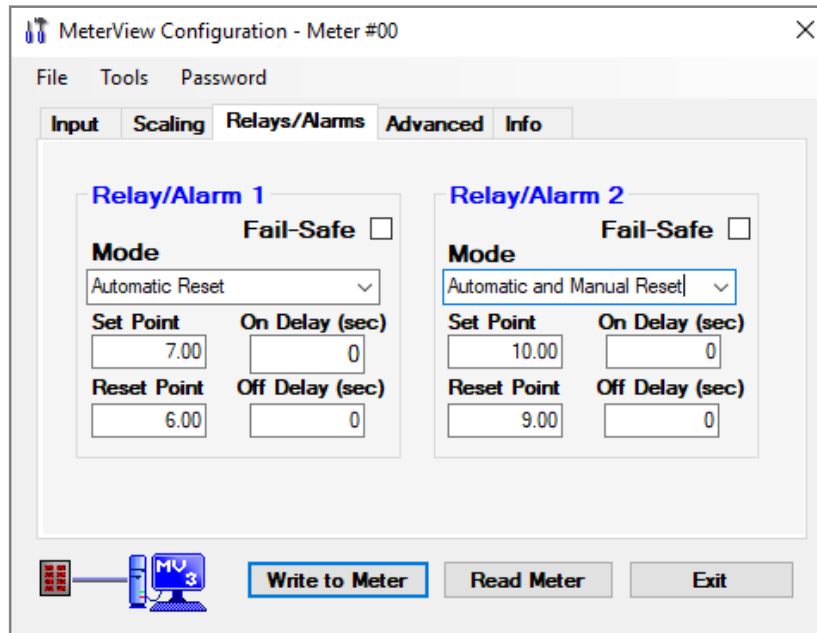 MeterView Configuration - Meter #00
File Tools Password
Input Scaling Relays/Alarms Advanced Info
Relay/Alarm 1
Fail-Safe
Mode
Automatic Reset
Set Point On Delay (sec)
7.00 0
Reset Point Off Delay (sec)
6.00 0
Relay/Alarm 2
Fail-Safe
Mode
Automatic and Manual Reset
Set Point On Delay (sec)
10.00 0
Reset Point Off Delay (sec)
9.00 0
MV
3
Write to Meter Read Meter Exit